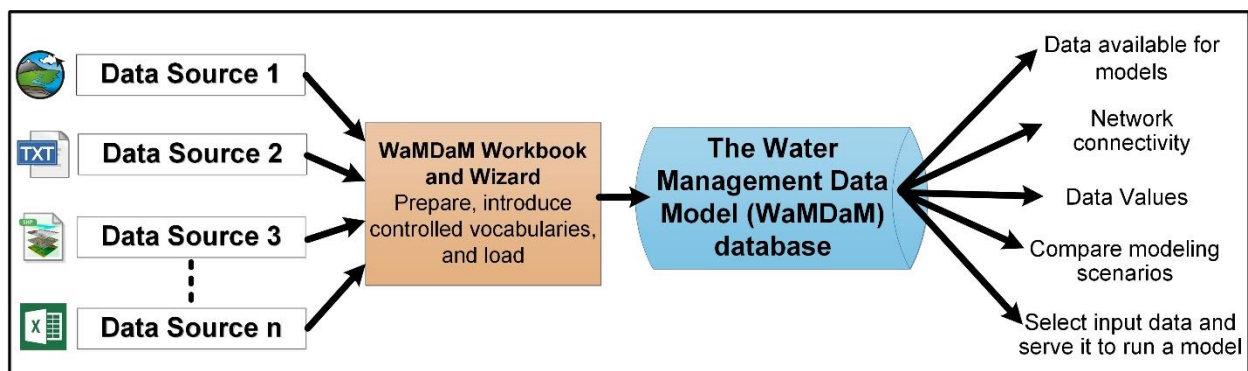 Data Source 1
TXT
Data Source 2
SHP
Data Source 3
Data Source n
WaMDaM Workbook
and Wizard
Prepare, introduce
controlled vocabularies,
and load
The Water
Management Data
Model (WaMDaM)
database
Data available for
models
Network
connectivity
Data Values
Compare modeling
scenarios
Select input data and
serve it to run a model